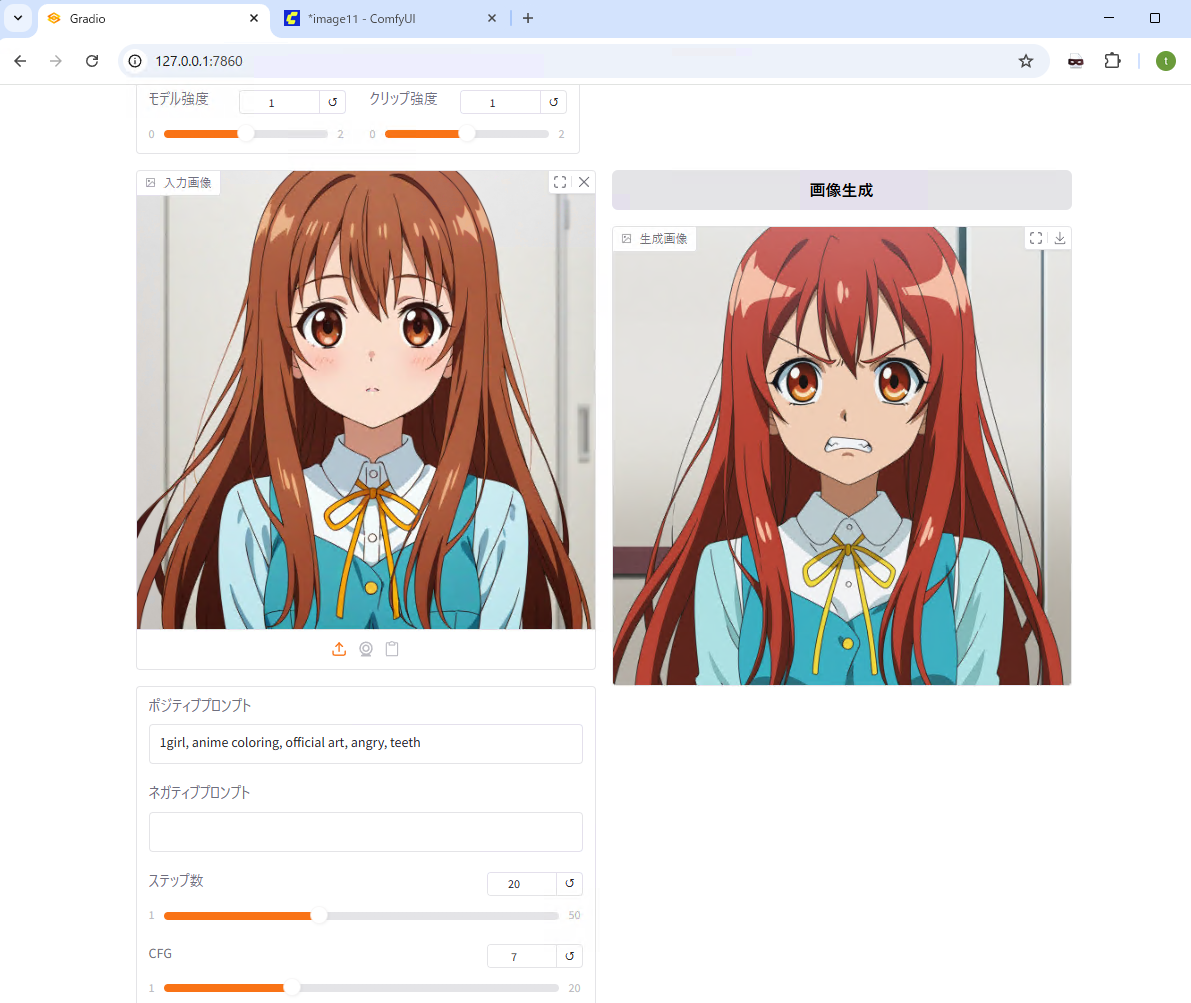 Gradio
*image11 - ComfyUI
127.0.0.1:7860
t
モデル強度
1
クリップ強度
1
0
2
0
2
入力画像
画像生成
生成画像
ポジティブプロンプト
1girl, anime coloring, official art, angry, teeth
ネガティブプロンプト
ステップ数
20
1
50
CFG
7
1
20